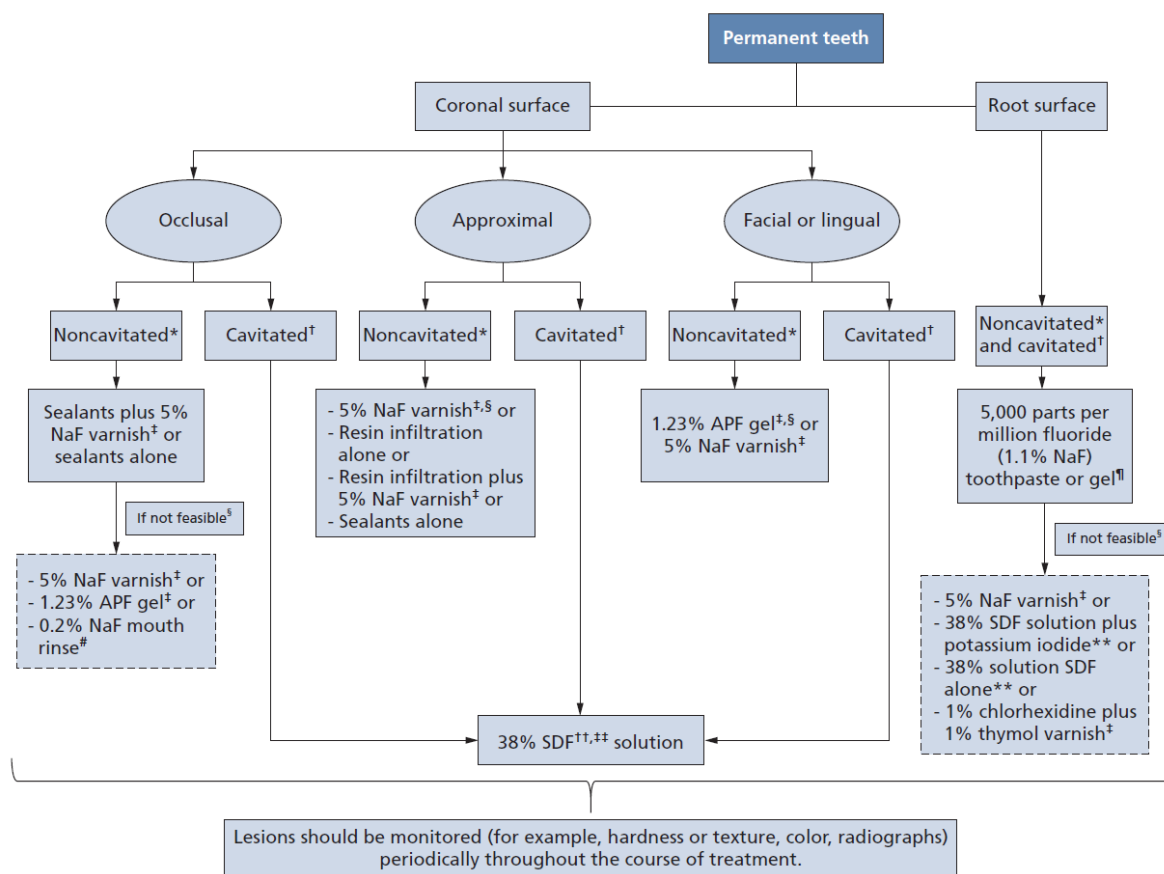 Permanent teeth
Coronal surface
Root surface
Occlusal
Approximal
Facial or lingual
Noncavitated*
Cavitated†
Noncavitated*
Cavitated†
Noncavitated*
Cavitated†
Noncavitated*
and cavitated†
Sealants plus 5%
NaF varnish‡ or
sealants alone
- 5% NaF varnish‡,§ or
- Resin infiltration
alone or
- Resin infiltration plus
5% NaF varnish‡ or
- Sealants alone
1.23% APF gel‡,§ or
5% NaF varnish‡
5,000 parts per
million fluoride
(1.1% NaF)
toothpaste or gel¶
If not feasible§
If not feasible§
- 5% NaF varnish‡ or
- 1.23% APF gel‡ or
- 0.2% NaF mouth
rinse#
- 5% NaF varnish‡ or
- 38% SDF solution plus
potassium iodide** or
- 38% solution SDF
alone** or
- 1% chlorhexidine plus
1% thymol varnish‡
38% SDF††,‡‡ solution
Lesions should be monitored (for example, hardness or texture, color, radiographs)
periodically throughout the course of treatment.